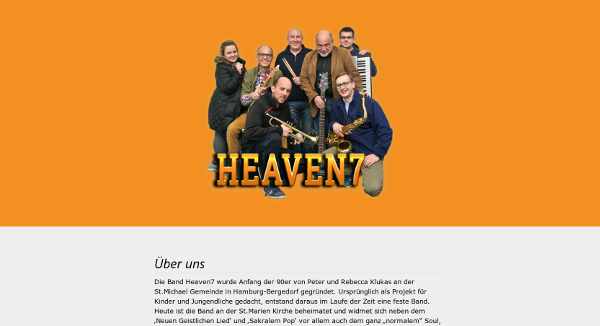 HEAVEN7
Über uns
Die Band Heaven7 wurde Anfang der 90er von Peter und Rebecca Klukas an der
St.Michael Gemeinde in Hamburg-Bergedorf gegründet. Ursprünglich als Projekt für
Kinder und Jungendliche gedacht, entstand daraus im Laufe der Zeit eine feste Band.
Heute ist die Band an der St.Marien Kirche beheimatet und widmet sich neben dem
‚Neuen Geistlichen Lied‘ und ‚Sakralem Pop‘ vor allem auch dem ganz „normalem“ Soul,